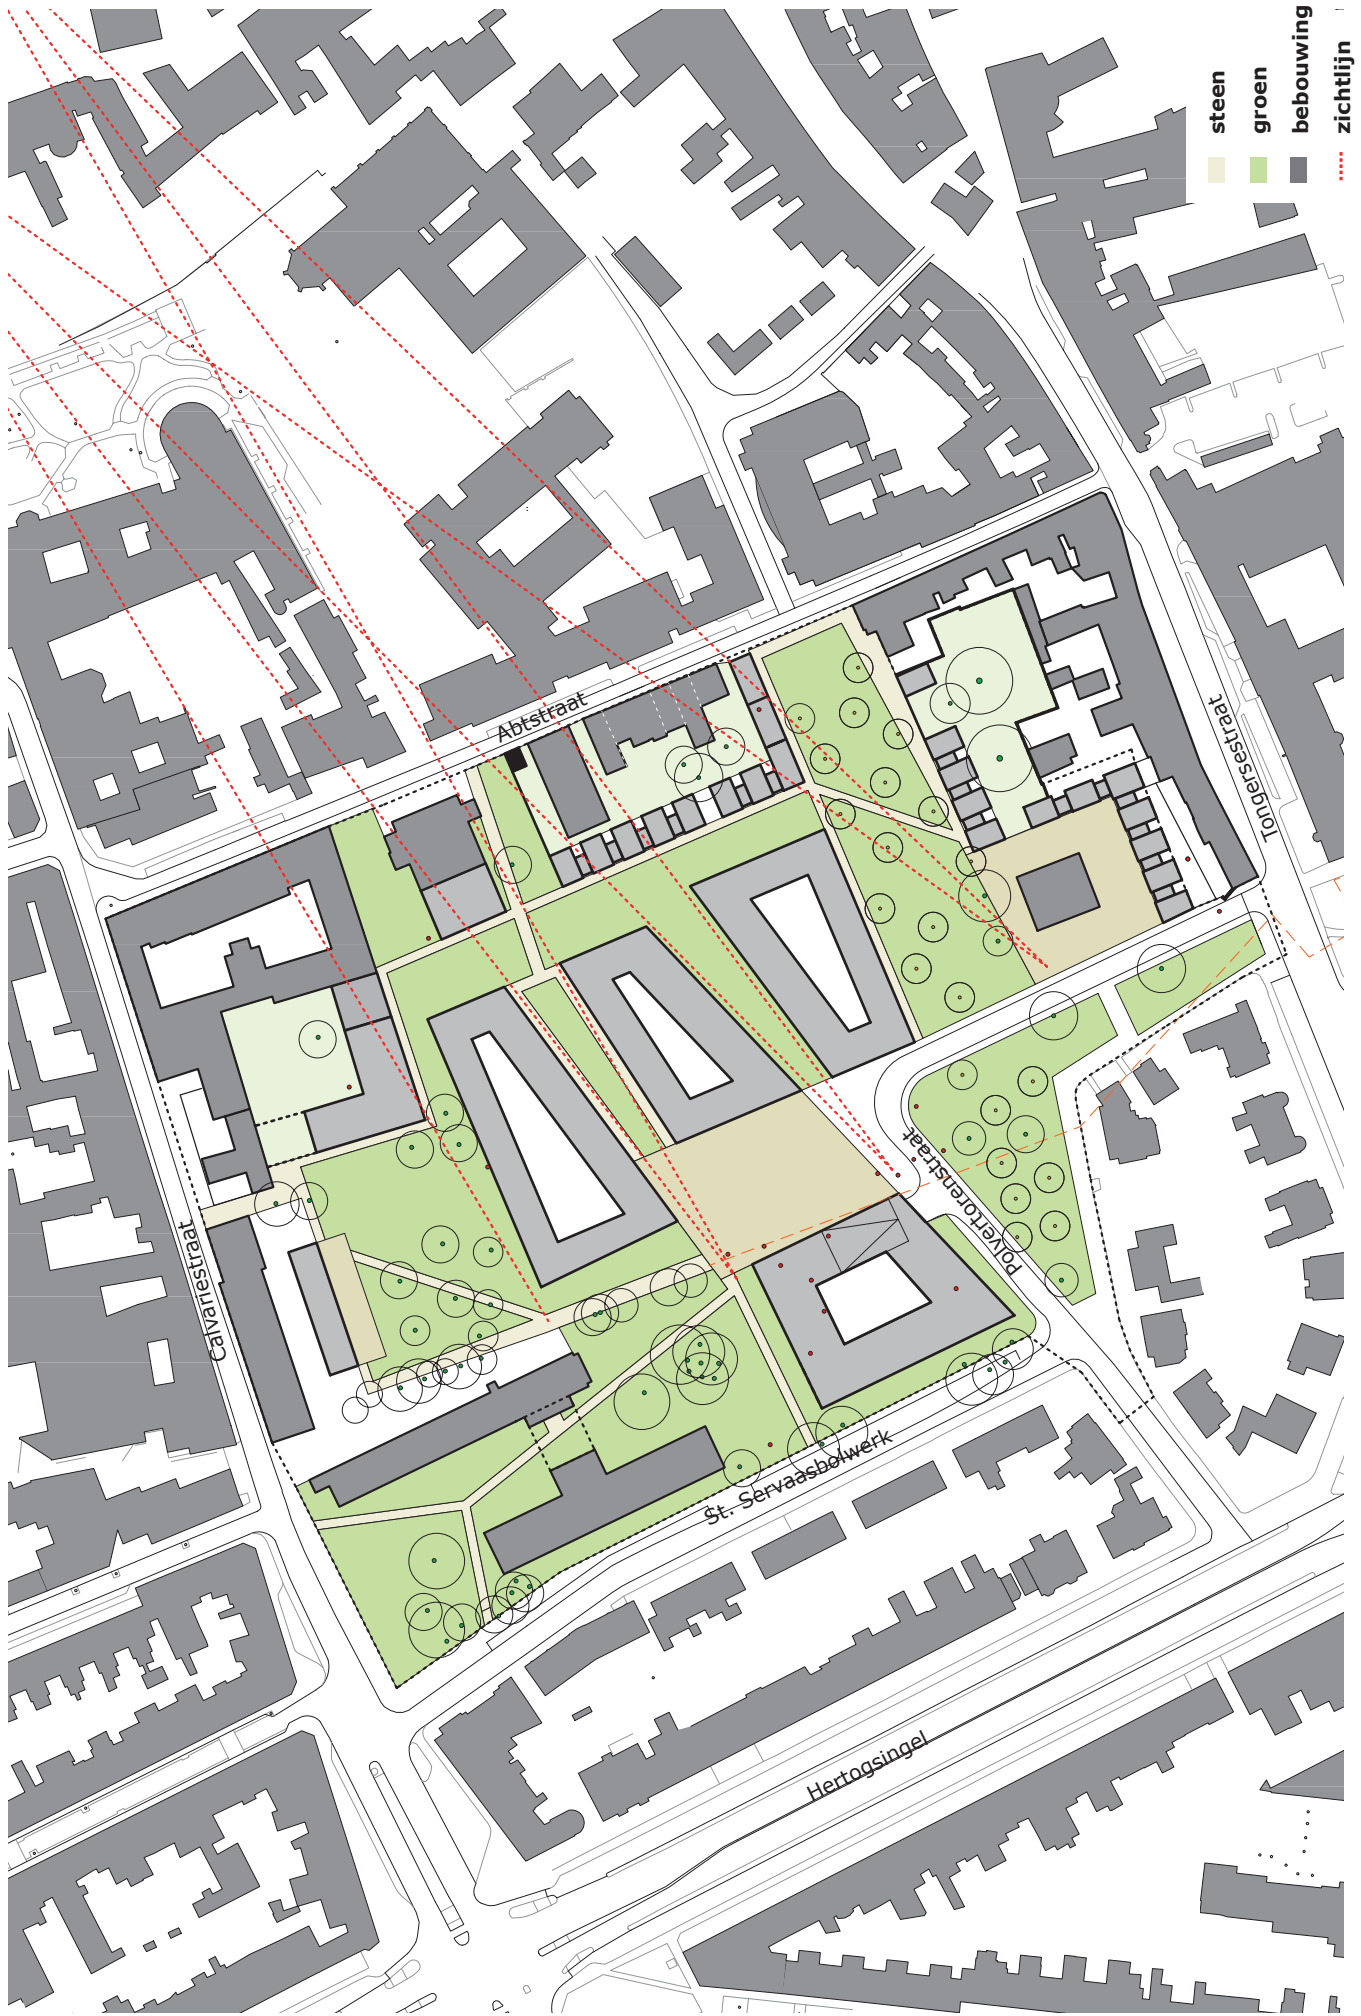 steen
groen
bebouwing
zichtlijn
Abtstraat
Tongersestraat
Calvariestraat
Polvertorenstraat
St. Servaasbolwerk
Hertogsingel